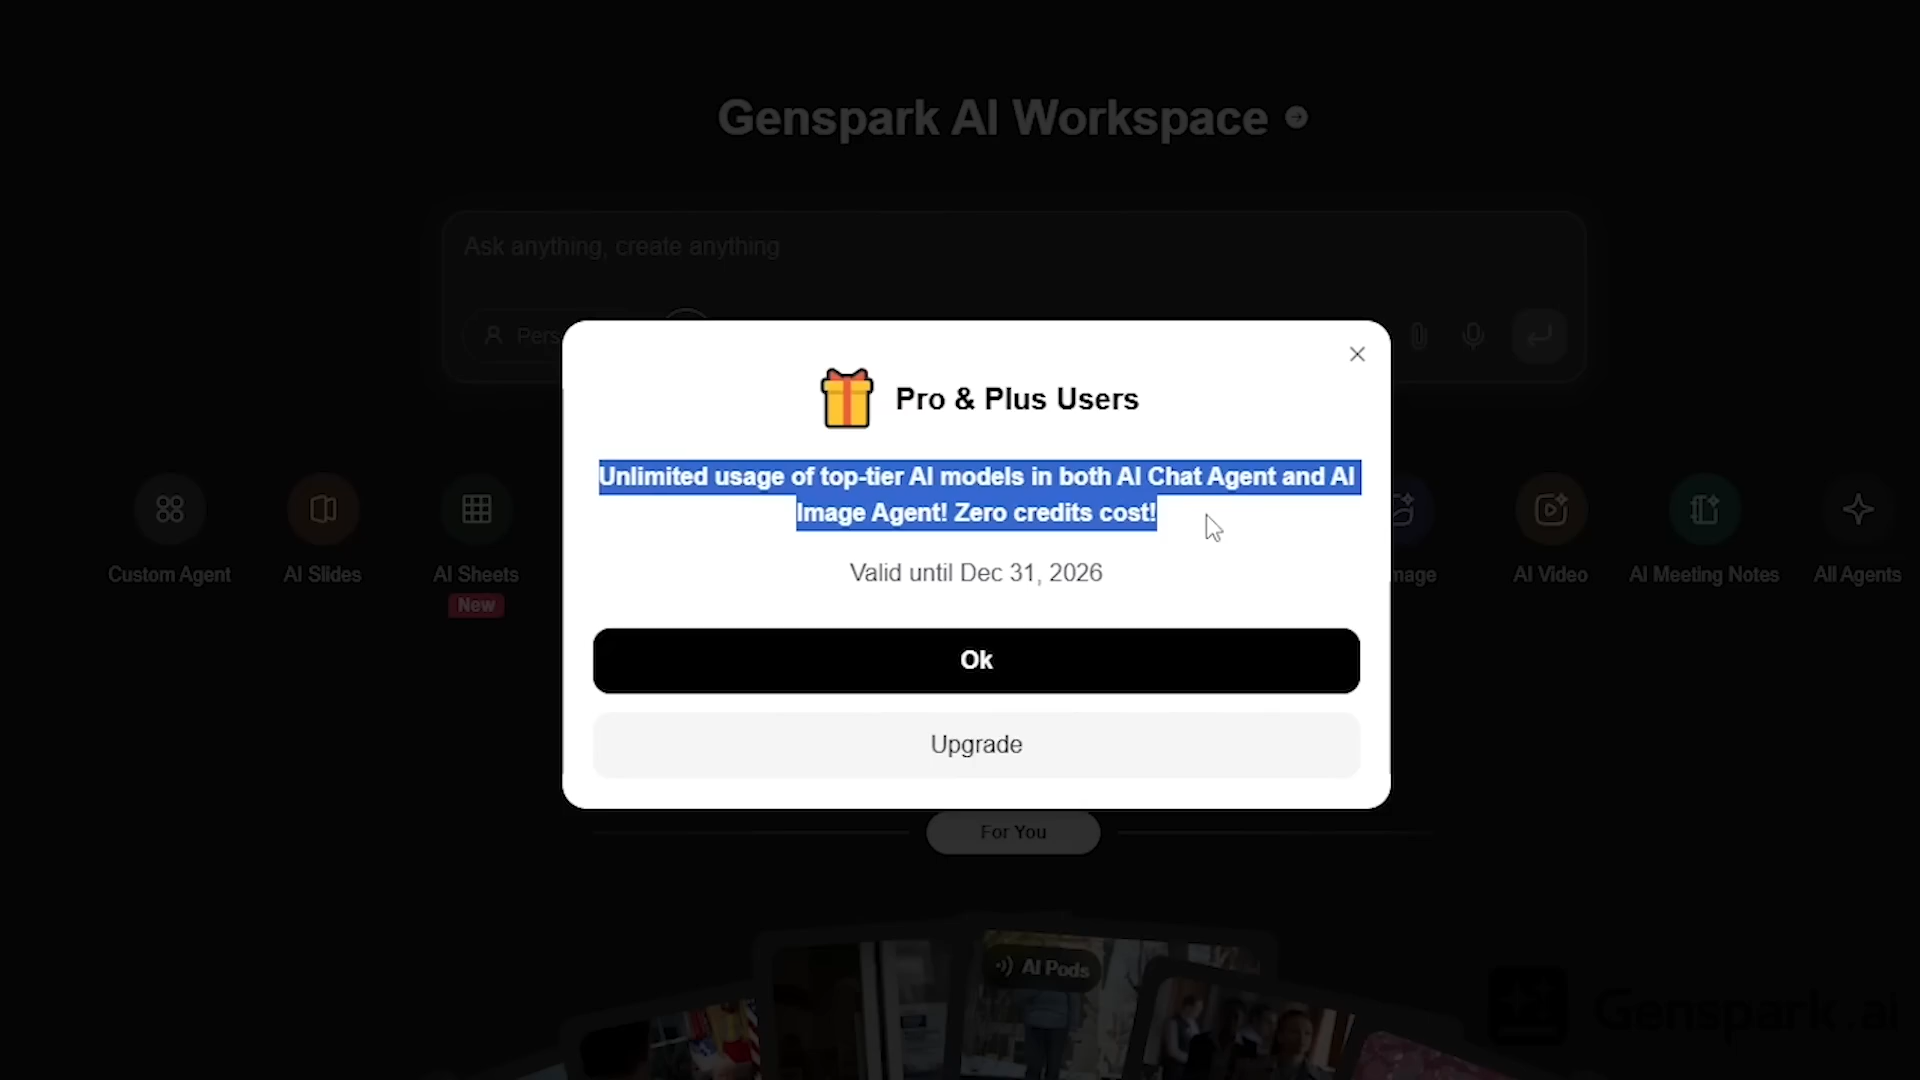 Genspark AI Workspace
Ask anything, create anything
Pers
Pro & Plus Users
Unlimited usage of top-tier AI models in both AI Chat Agent and AI
Image Agent! Zero credits cost!
Valid until Dec 31, 2026
Ok
Upgrade
Custom Agent
AI Slides
AI Sheets
New
mage
AI Video
AI Meeting Notes
All Agents
For You
AI Pods
Genspark.ai